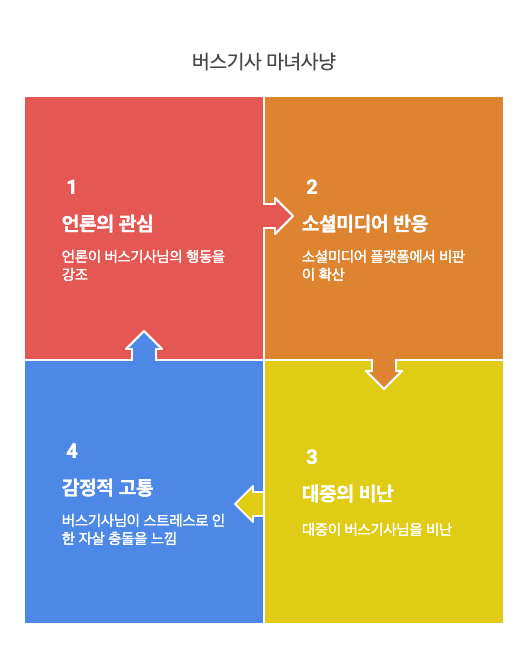 버스기사 마녀사냥
1
언론의 관심
언론이 버스기사님의 행동을
강조
2
소셜미디어 반응
소셜미디어 플랫폼에서 비판
이 확산
3
대중의 비난
대중이 버스기사님을 비난
4
감정적 고통
버스기사님이 스트레스로 인
한 자살 충돌을 느낌